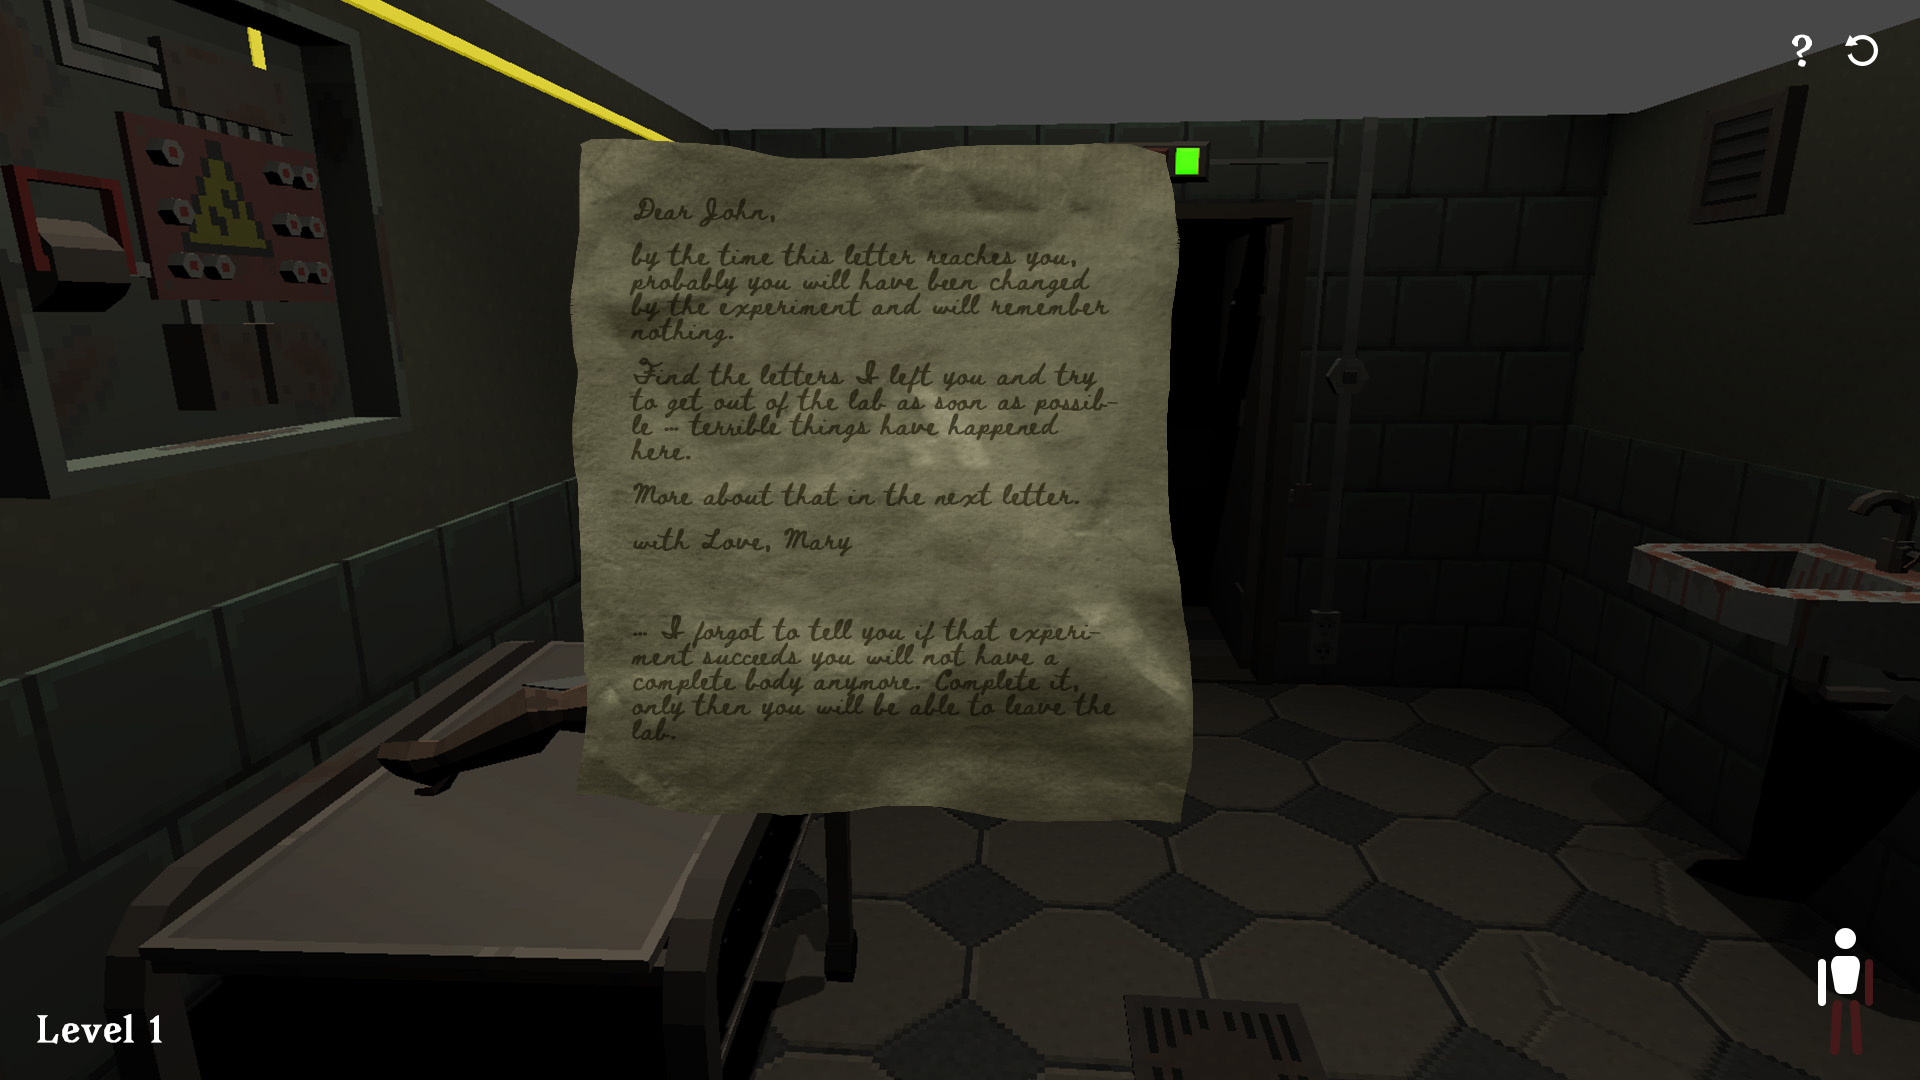 ?
Dear John,
by the time this letter reaches you,
probably you will have been changed
by the experiment and will remember
nothing.
Find the letters I left you and try
to get out of the lab as soon as possib-
le ... terrible things have happened
here.
More about that in the next letter.
with Love, Mary
... I forgot to tell you if that experi-
ment succeeds you will not have a
complete body anymore. Complete it,
only then you will be able to leave the
lab.
Level 1